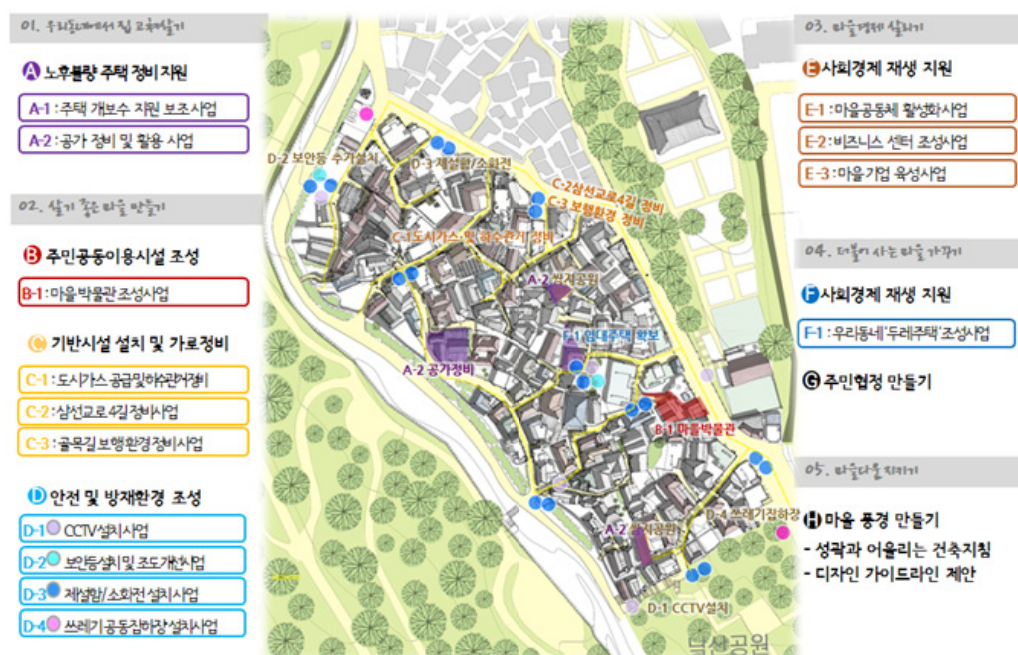 01. 우리동네에서 집 고쳐살기
A 노후불량 주택 정비 지원
A-1 : 주택 개보수 지원 보조사업
A-2 : 공가 정비 및 활용 사업
02. 살기 좋은 마을 만들기
B 주민공동이용시설 조성
B-1 : 마을 박물관 조성사업
C 기반시설 설치 및 가로정비
C-1 : 도시가스 공급및하수관거정비
C-2 : 삼선교로4길정비사업
C-3 : 골목길보행환경정비사업
D 안전 및 방재환경 조성
D-1 CCTV설치사업
D-2 보안등설치 및 조도개선사업
D-3 제설함/소화전 설치사업
D-4 쓰레기공동집하장설치사업
D-2 보안등 추가설치
D-3 제설함/소화전
C-2삼선교로4길 정비
C-3 보행환경 정비
C-1도시가스 및 하수관거 정비
A-2 쌈지공원
F-1 임대주택 확보
A-2 공가정비
B-1 마을박물관
D-4 쓰레기집하장
A-2 쌈지공원
D-1 CCTV설치
낙산공원
03. 마을경제 살리기
E 사회경제 재생 지원
E-1 : 마을공동체 활성화사업
E-2 : 비즈니스 센터 조성사업
E-3 : 마을기업 육성사업
04. 더불어 사는 마을 가꾸기
F 사회경제 재생 지원
F-1 : 우리동네'두레주택'조성사업
G 주민협정 만들기
05. 마을다움 지키기
H 마을 풍경 만들기
- 성곽과 어울리는 건축지침
- 디자인 가이드라인 제안